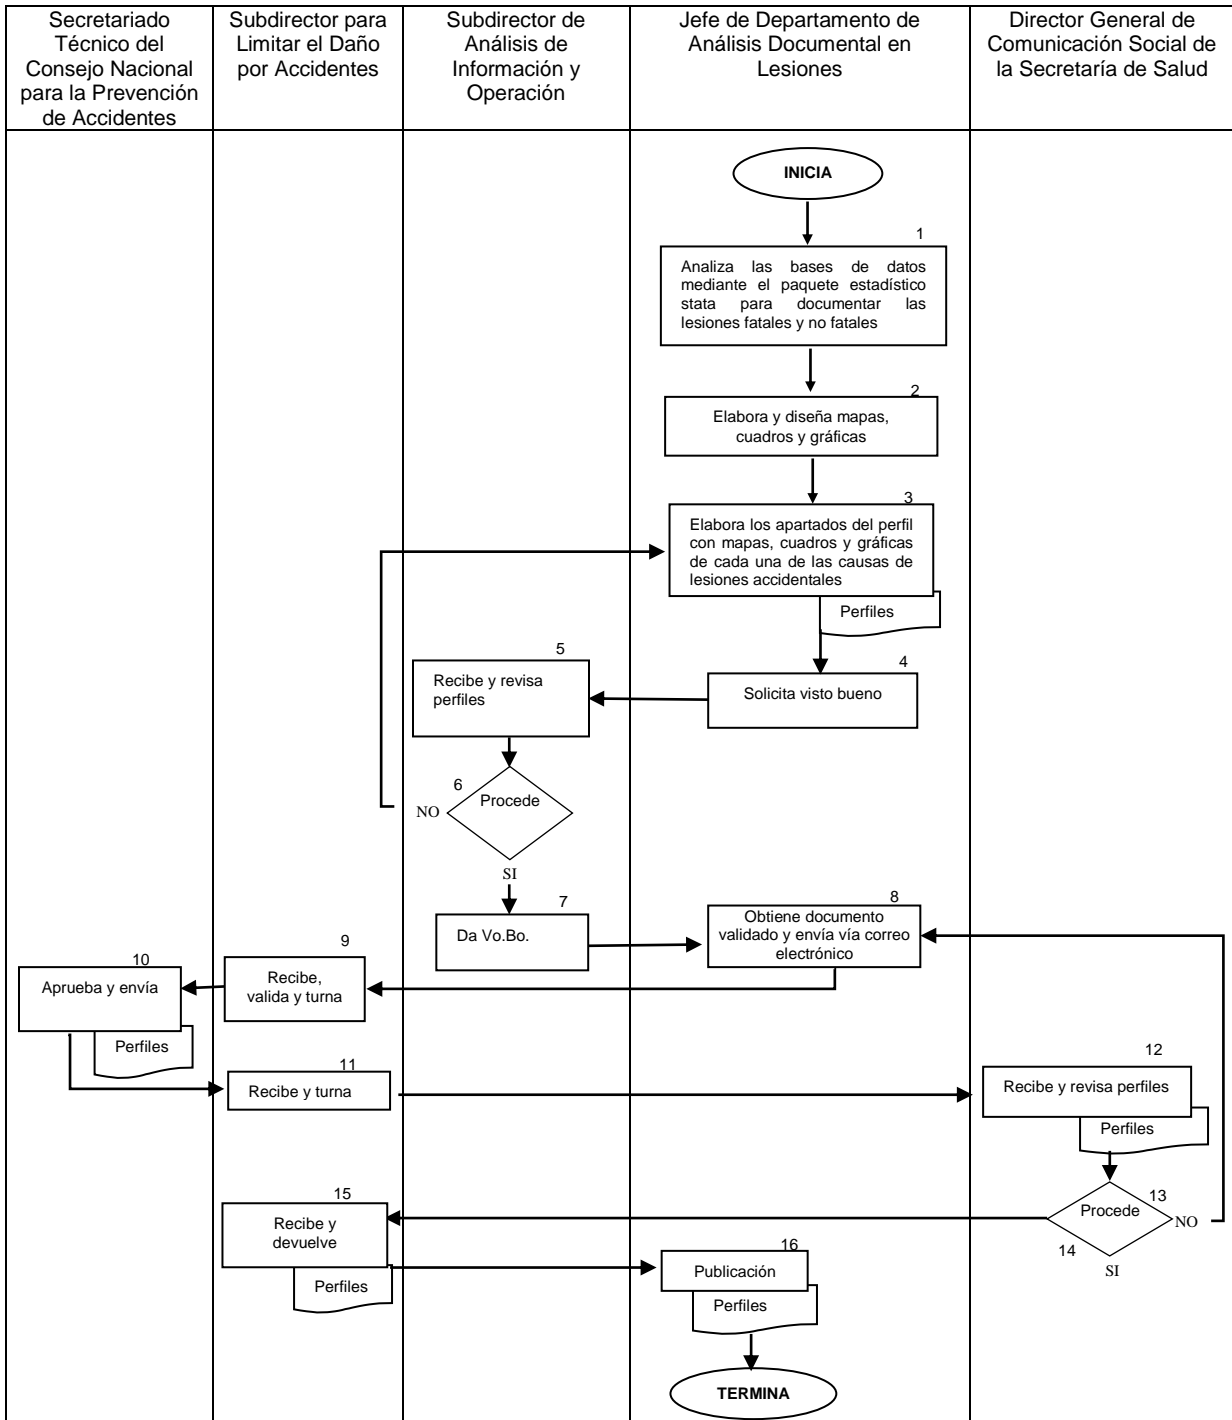 Secretariado
Técnico del
Consejo Nacional
para la Prevención
de Accidentes
Subdirector para
Limitar el Daño
por Accidentes
Subdirector de
Análisis de
Información y
Operación
Jefe de Departamento de
Análisis Documental en
Lesiones
Director General de
Comunicación Social de
la Secretaría de Salud
INICIA
1
Analiza las bases de datos
mediante el paquete estadístico
stata para documentar las
lesiones fatales y no fatales
2
Elabora y diseña mapas,
cuadros y gráficas
3
Elabora los apartados del perfil
con mapas, cuadros y gráficas
de cada una de las causas de
lesiones accidentales
Perfiles
4
Solicita visto bueno
5
Recibe y revisa
perfiles
6
Procede
NO
SI
7
Da Vo.Bo.
8
Obtiene documento
validado y envía vía correo
electrónico
9
Recibe,
valida y turna
10
Aprueba y envía
Perfiles
11
Recibe y turna
12
Recibe y revisa perfiles
Perfiles
13
Procede
NO
14
SI
15
Recibe y
devuelve
Perfiles
16
Publicación
Perfiles
TERMINA